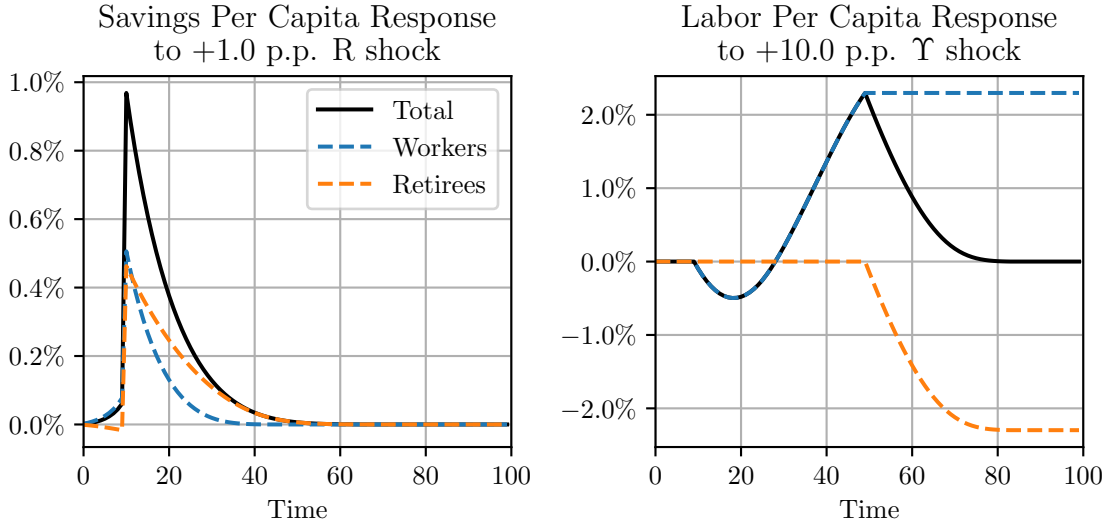 Savings Per Capita Response
to +1.0 p.p. R shock
1.0%
0.8%
0.6%
0.4%
0.2%
0.0%
Total
Workers
Retirees
0
20
40
60
80
100
Time
Labor Per Capita Response
to +10.0 p.p. ϒ shock
2.0%
1.0%
0.0%
−1.0%
−2.0%
0
20
40
60
80
100
Time